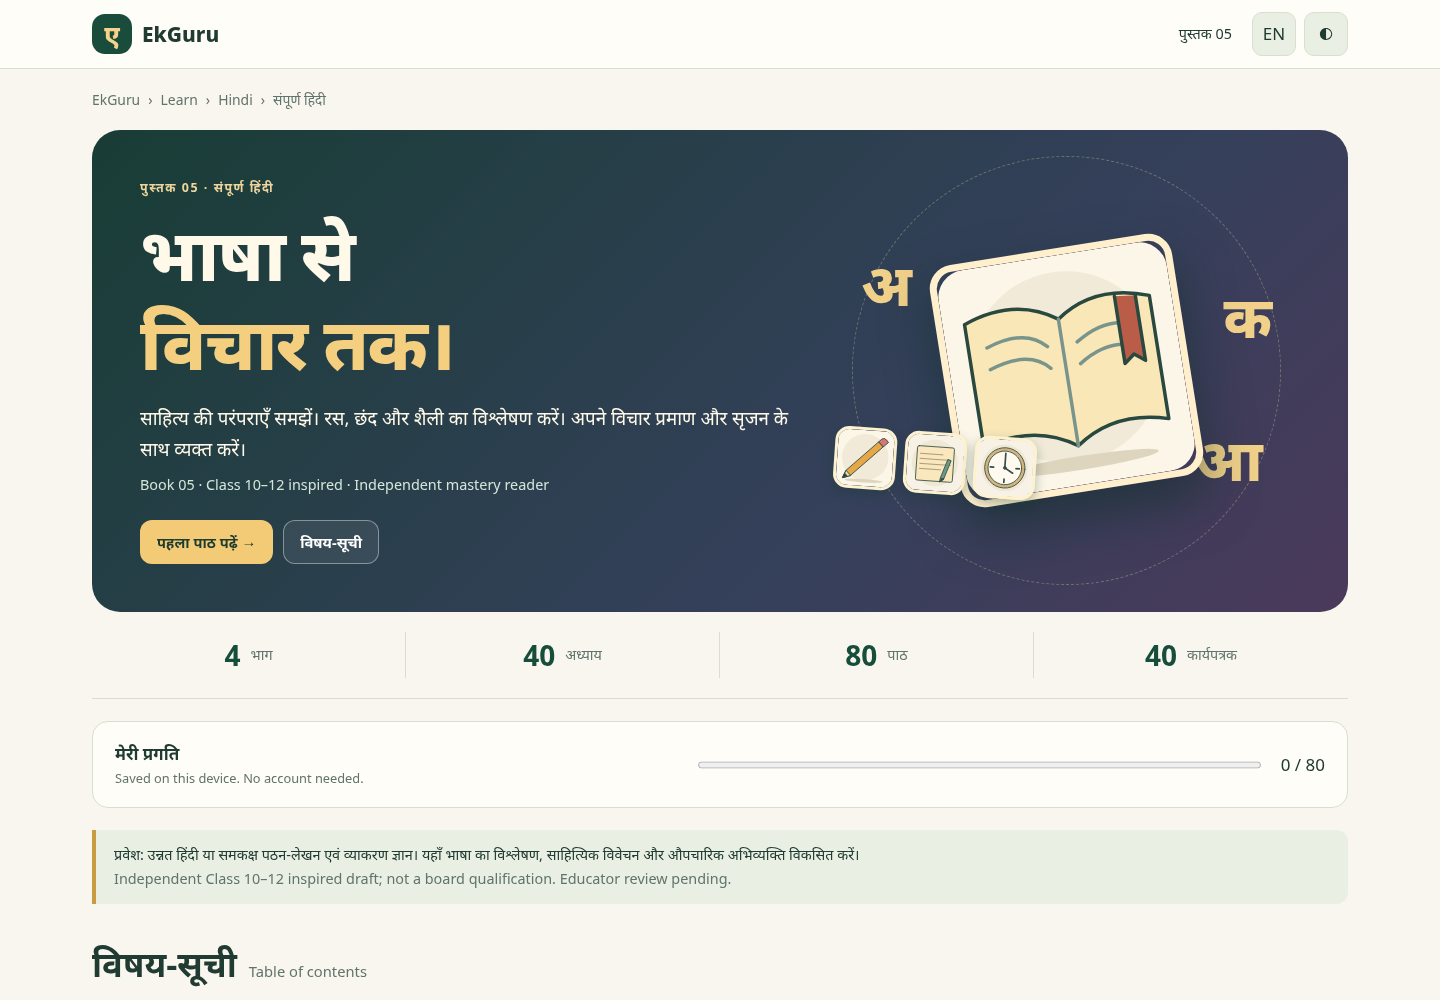 ए EkGuru
पुस्तक 05 EN
EkGuru › Learn › Hindi › संपूर्ण हिंदी
पुस्तक 05 · संपूर्ण हिंदी
भाषा से
विचार तक।
साहित्य की परंपराएँ समझें। रस, छंद और शैली का विश्लेषण करें। अपने विचार प्रमाण और सृजन के
साथ व्यक्त करें।
Book 05 · Class 10–12 inspired · Independent mastery reader
पहला पाठ पढ़ें →
विषय-सूची
अ
क
आ
4 भाग
40 अध्याय
80 पाठ
40 कार्यपत्रक
मेरी प्रगति
Saved on this device. No account needed.
0 / 80
प्रवेश: उन्नत हिंदी या समकक्ष पठन-लेखन एवं व्याकरण ज्ञान। यहाँ भाषा का विश्लेषण, साहित्यिक विवेचन और औपचारिक अभिव्यक्ति विकसित करें।
Independent Class 10–12 inspired draft; not a board qualification. Educator review pending.
विषय-सूची Table of contents